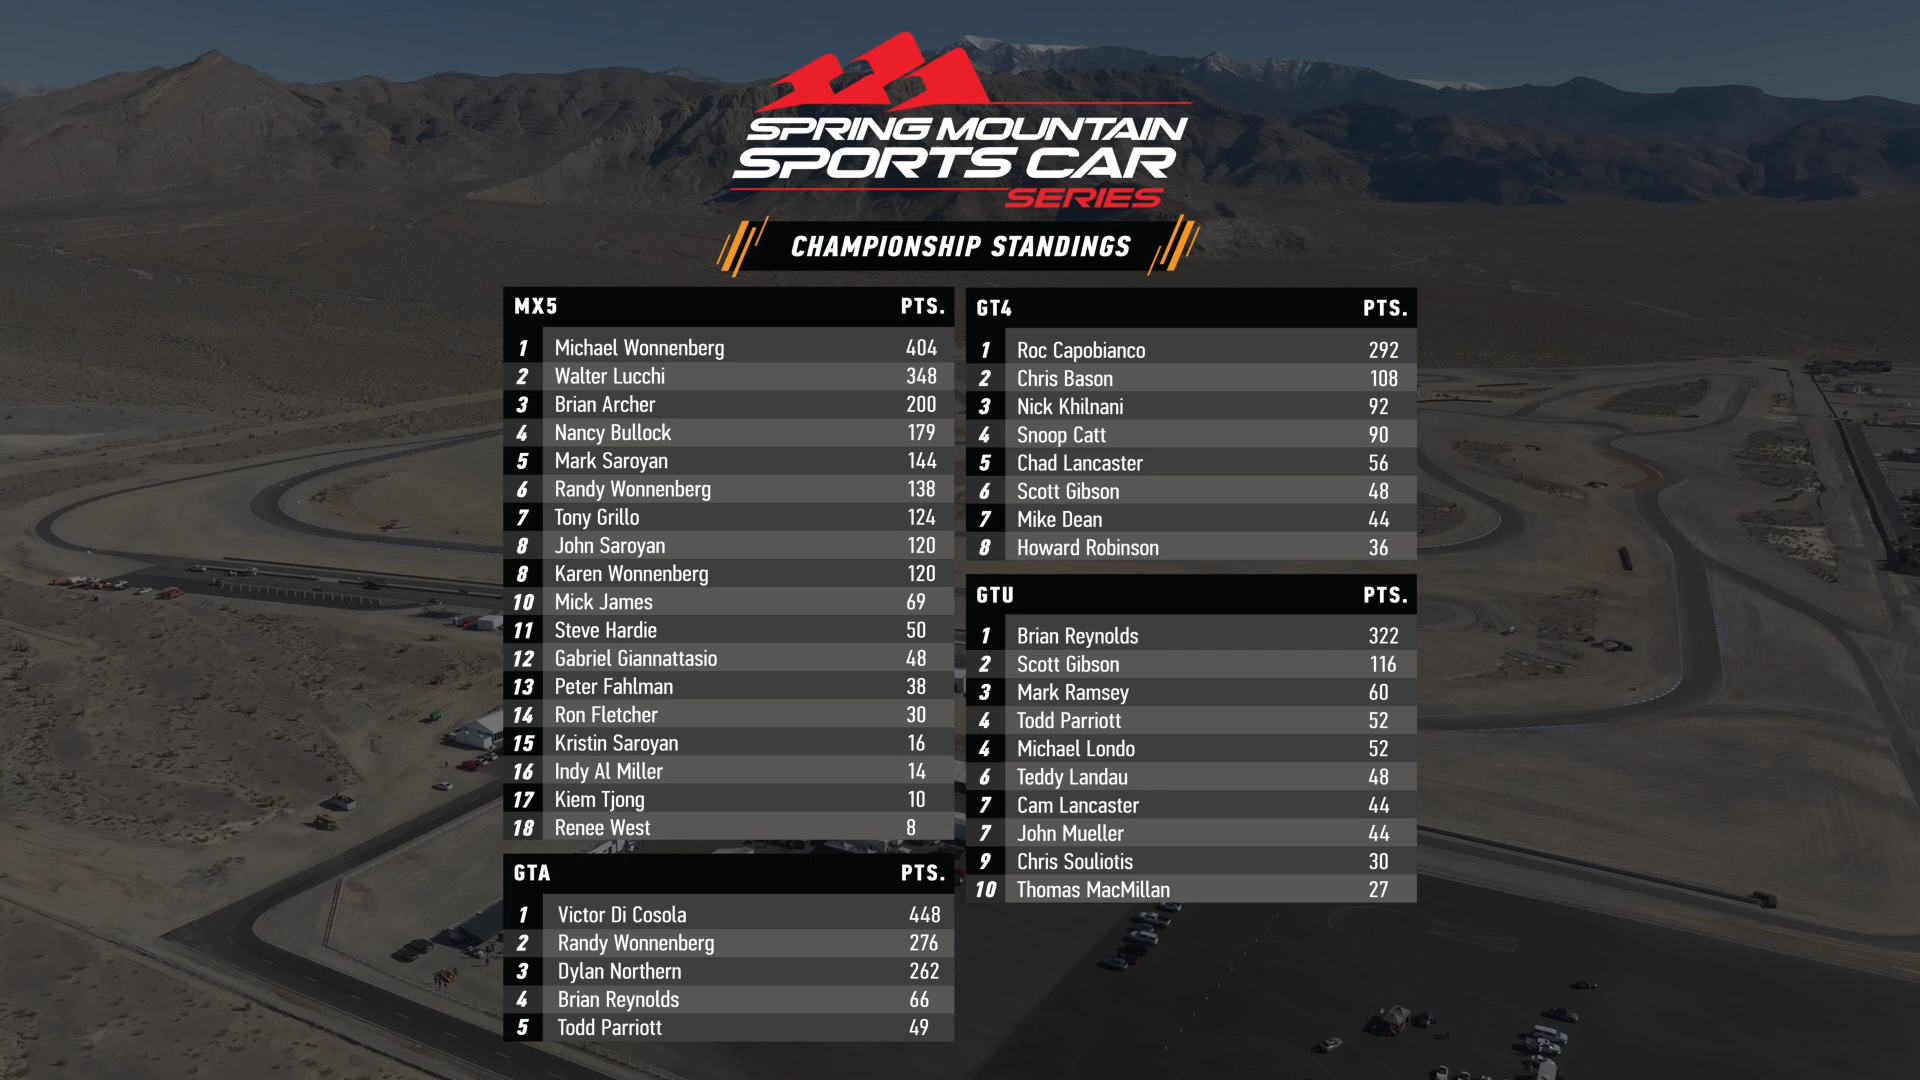 SPRING MOUNTAIN
SPORTS CAR
SERIES
CHAMPIONSHIP STANDINGS
MX5 PTS.
1 Michael Wonnenberg 404
2 Walter Lucchi 348
3 Brian Archer 200
4 Nancy Bullock 179
5 Mark Saroyan 144
6 Randy Wonnenberg 138
7 Tony Grillo 124
8 John Saroyan 120
8 Karen Wonnenberg 120
10 Mick James 69
11 Steve Hardie 50
12 Gabriel Giannattasio 48
13 Peter Fahlman 38
14 Ron Fletcher 30
15 Kristin Saroyan 16
16 Indy Al Miller 14
17 Kiem Tjong 10
18 Renee West 8
GTA PTS.
1 Victor Di Cosola 448
2 Randy Wonnenberg 276
3 Dylan Northern 262
4 Brian Reynolds 66
5 Todd Parriott 49
GT4 PTS.
1 Roc Capobianco 292
2 Chris Bason 108
3 Nick Khilnani 92
4 Snoop Catt 90
5 Chad Lancaster 56
6 Scott Gibson 48
7 Mike Dean 44
8 Howard Robinson 36
GTU PTS.
1 Brian Reynolds 322
2 Scott Gibson 116
3 Mark Ramsey 60
4 Todd Parriott 52
4 Michael Londo 52
6 Teddy Landau 48
7 Cam Lancaster 44
7 John Mueller 44
9 Chris Souliotis 30
10 Thomas MacMillan 27